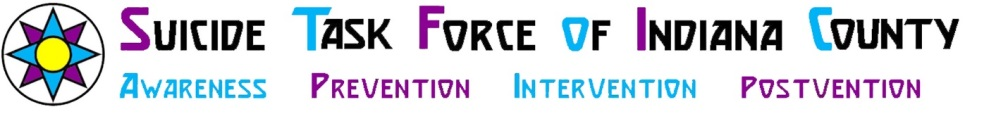 Suicide Task Force of Indiana County
Awareness Prevention Intervention Postvention